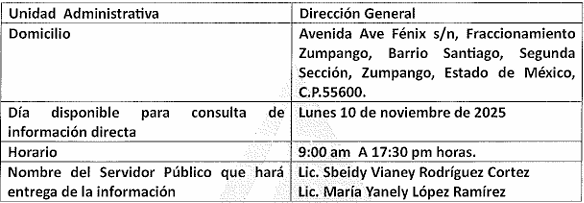 Unidad Administrativa
Dirección General
Domicilio
Avenida Ave Fénix s/n, Fraccionamiento
Zumpango, Barrio Santiago, Segunda
Sección, Zumpango, Estado de México,
C.P.55600.
Día disponible para consulta de
información directa
Lunes 10 de noviembre de 2025
Horario
9:00 am A 17:30 pm horas.
Nombre del Servidor Público que hará
entrega de la información
Lic. Sbeidy Vianey Rodríguez Cortez
Lic. María Yanely López Ramírez